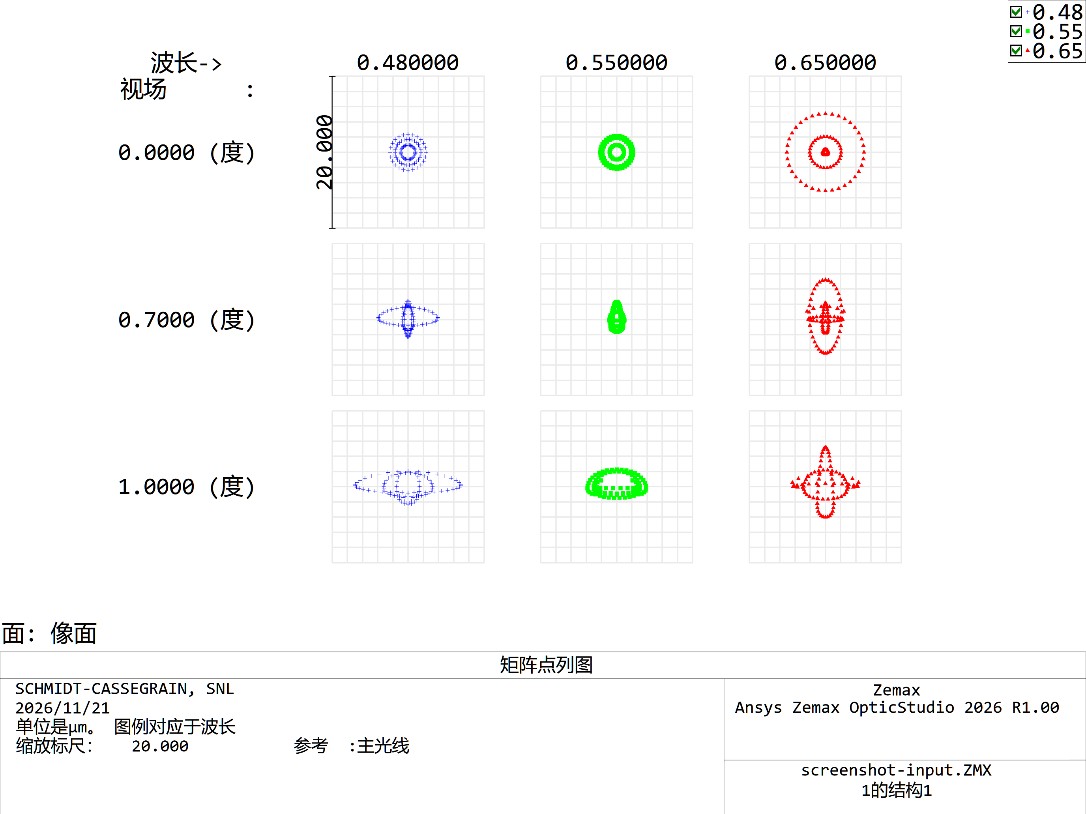 0.48
0.55
0.65
波长-> 0.480000 0.550000 0.650000
视场 :
20.000
0.0000 (度)
0.7000 (度)
1.0000 (度)
面: 像面
矩阵点列图
SCHMIDT-CASSEGRAIN, SNL
2026/11/21
单位是µm。 图例对应于波长
缩放标尺: 20.000 参考 :主光线
Zemax
Ansys Zemax OpticStudio 2026 R1.00
screenshot-input.ZMX
1的结构1